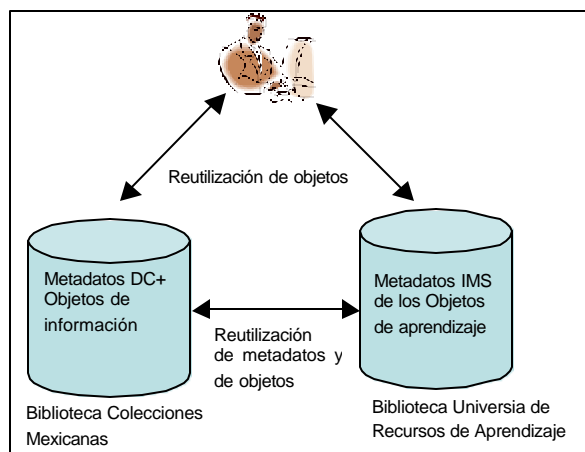 Reutilización de objetos
Metadatos DC+
Objetos de
información
Metadatos IMS
de los Objetos
de aprendizaje
Reutilización
de metadatos y
de objetos
Biblioteca Colecciones
Mexicanas
Biblioteca Universia de
Recursos de Aprendizaje